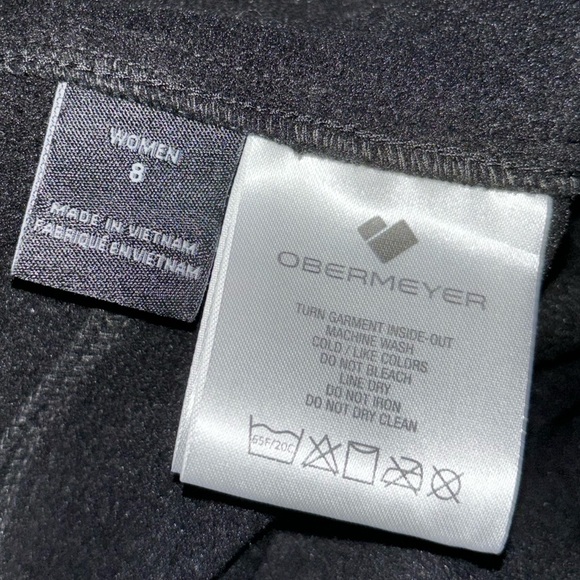 WOMEN
8
MADE IN VIETNAM
FABRIQUÉ EN VIETNAM
OBERMEYER
TURN GARMENT INSIDE-OUT
MACHINE WASH
COLD / LIKE COLORS
DO NOT BLEACH
LINE DRY
DO NOT IRON
DO NOT DRY CLEAN
65F/20C